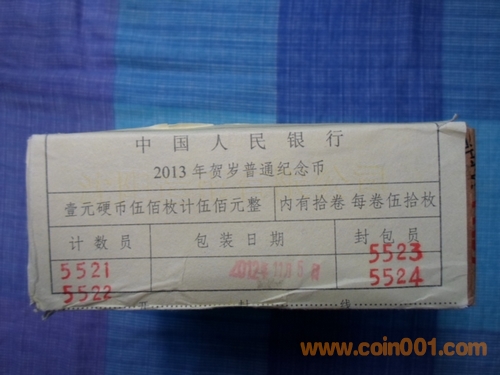 中国人民银行
2013年贺岁普通纪念币
壹元硬币伍佰枚计伍佰元整 内有拾卷 每卷伍拾枚
计数员 包装日期 封包员
5521 5523
5522 5524
封 线
www.coin001.com